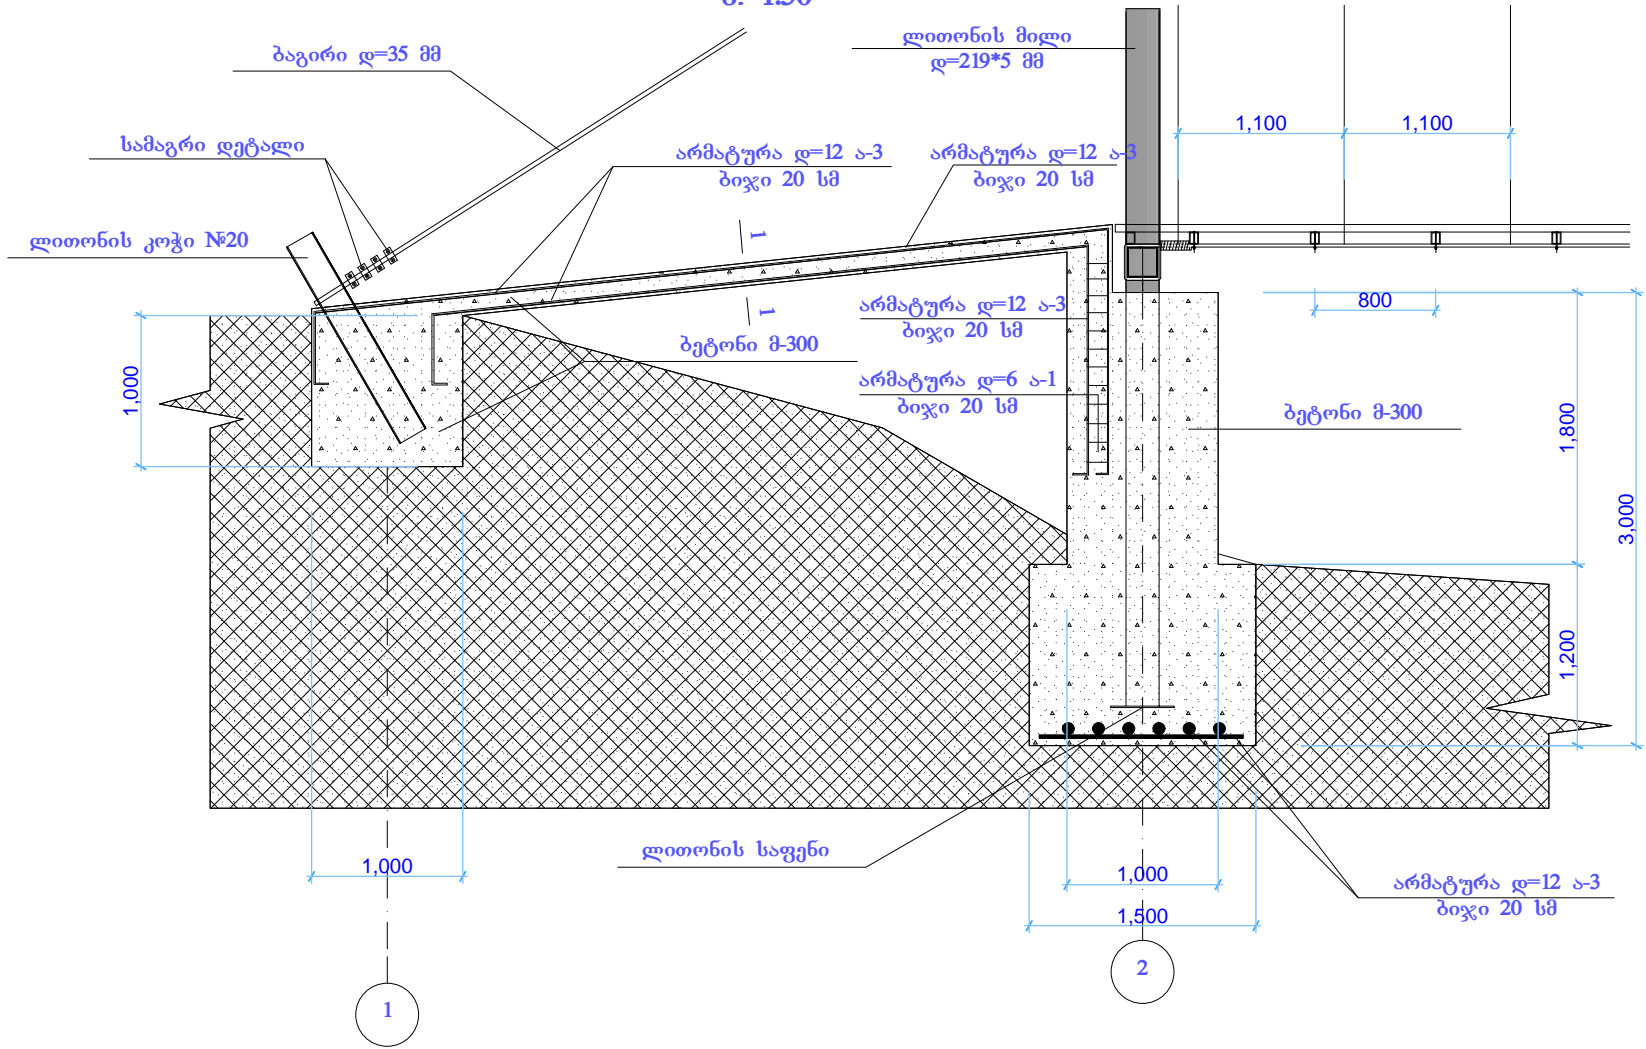 ბაგირი დ=35 მმ
ლითონის მილი
დ=219*5 მმ
1,100
1,100
სამაგრი დეტალი
არმატურა დ=12 ა-3
ბიჯი 20 სმ
არმატურა დ=12 ა-3
ბიჯი 20 სმ
ლითონის კოჭი №20
1
1
არმატურა დ=12 ა-3
ბიჯი 20 სმ
800
ბეტონი მ-300
1,000
არმატურა დ=6 ა-1
ბიჯი 20 სმ
ბეტონი მ-300
1,800
3,000
1,200
ლითონის საფენი
1,000
1,000
1,500
არმატურა დ=12 ა-3
ბიჯი 20 სმ
1
2